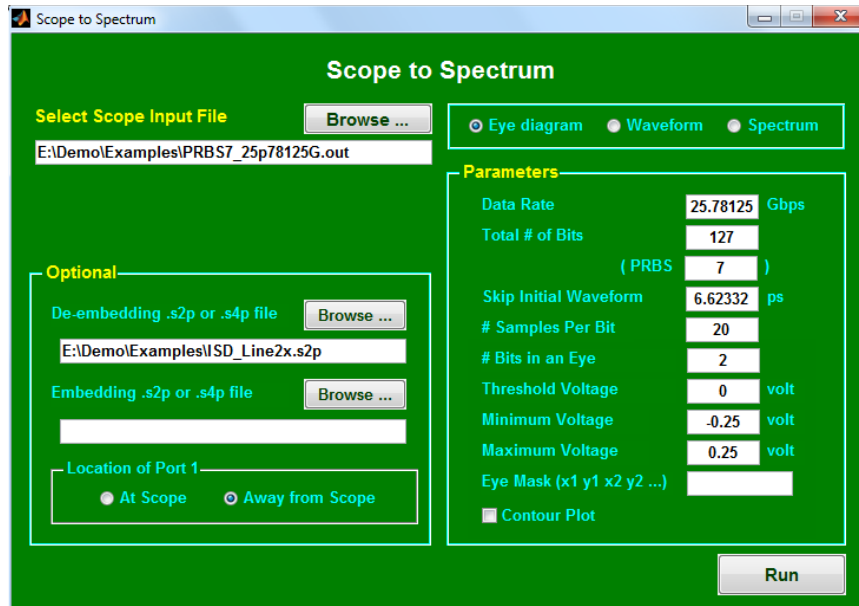 Scope to Spectrum
Scope to Spectrum
Select Scope Input File Browse ...
E:\Demo\Examples\PRBS7_25p78125G.out
Optional
De-embedding .s2p or .s4p file Browse ...
E:\Demo\Examples\ISD_Line2x.s2p
Embedding .s2p or .s4p file Browse ...
Location of Port 1
At Scope Away from Scope
Eye diagram Waveform Spectrum
Parameters
Data Rate 25.78125 Gbps
Total # of Bits 127
( PRBS 7 )
Skip Initial Waveform 6.62332 ps
# Samples Per Bit 20
# Bits in an Eye 2
Threshold Voltage 0 volt
Minimum Voltage -0.25 volt
Maximum Voltage 0.25 volt
Eye Mask (x1 y1 x2 y2 ...)
Contour Plot
Run